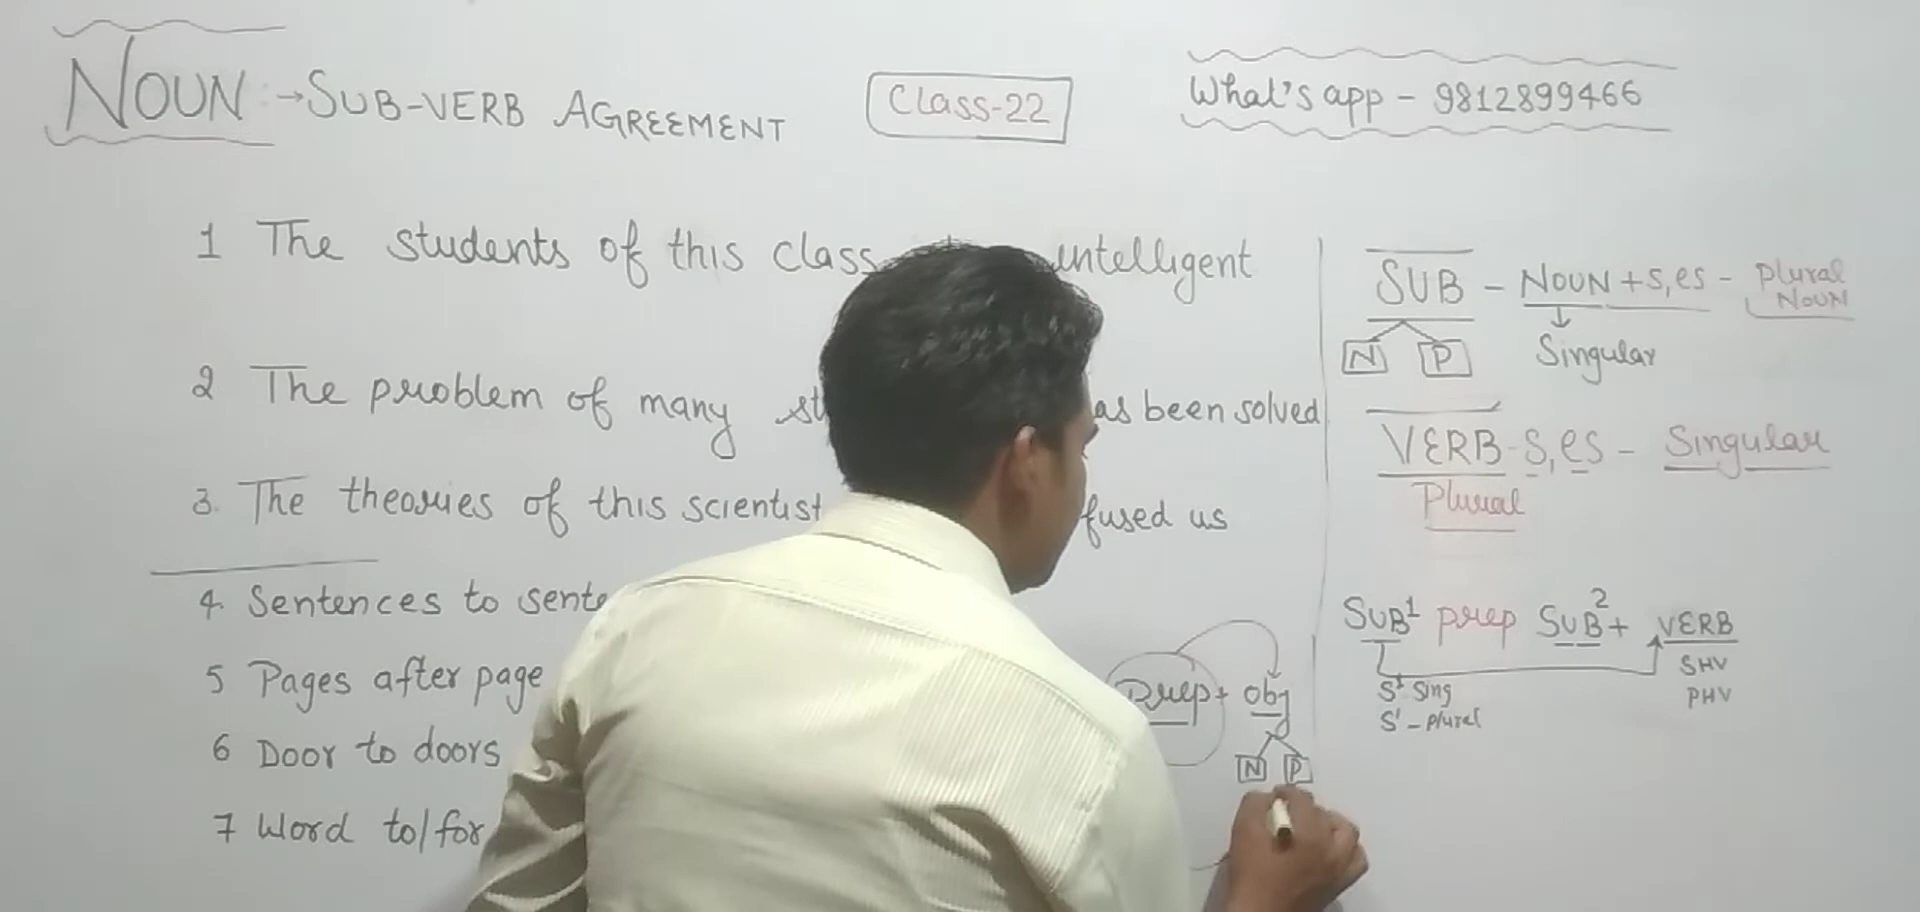 NOUN :→ SUB-VERB AGREEMENT
Class-22
What's app - 9812899466
1 The students of this class intelligent
2 The problem of many been solved
3. The theories of this scientist us
4. Sentences to
5 Pages after page
6 Door to doors
7 Word to/for
Prep + obj
N P
SUB - NOUN + S, es - plural
NOUN
N P Singular
VERB - S, es - Singular
Plural
SUB1 prep SUB2 + VERB
S1 Sing SHV
S1 - plural PHV